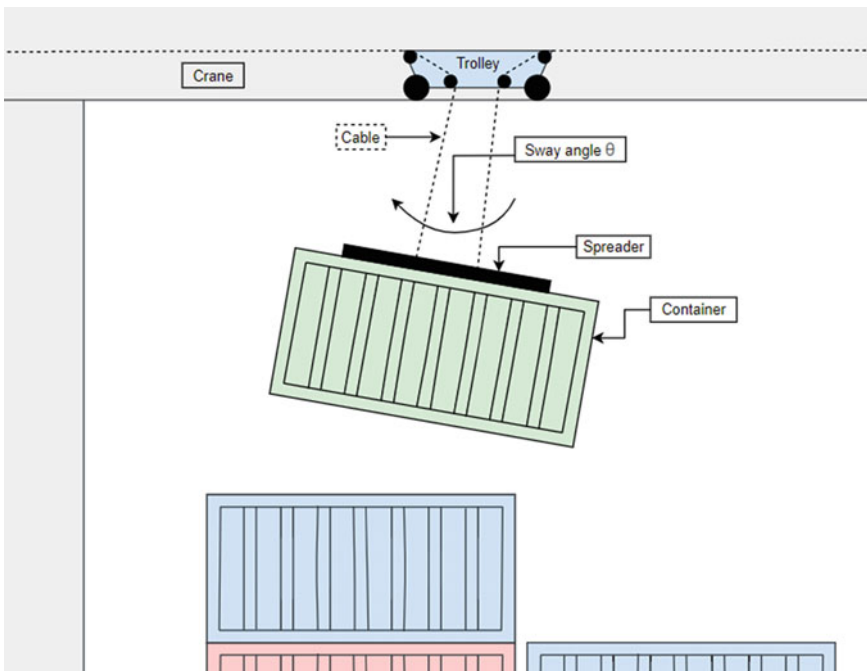 Trolley
Crane
Cable
Sway angle θ
Spreader
Container